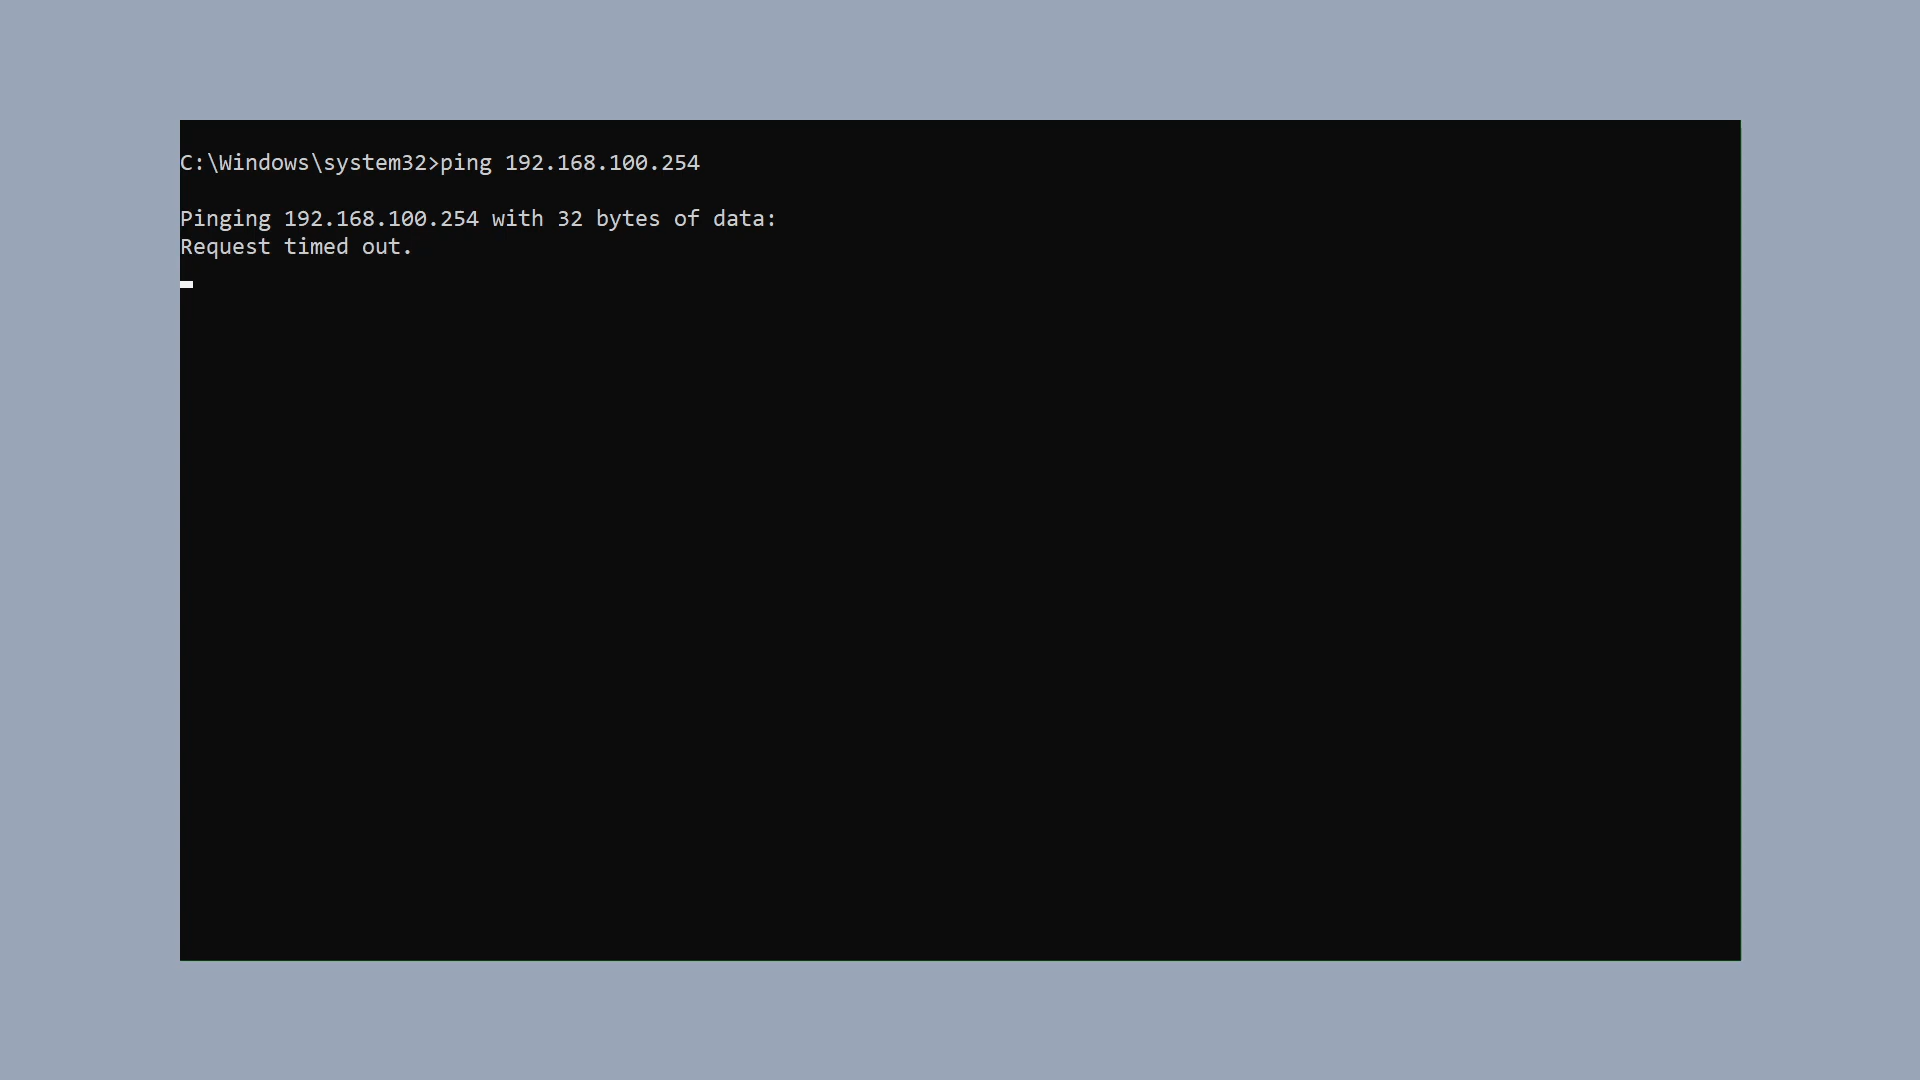 C:\Windows\system32>ping 192.168.100.254
Pinging 192.168.100.254 with 32 bytes of data:
Request timed out.